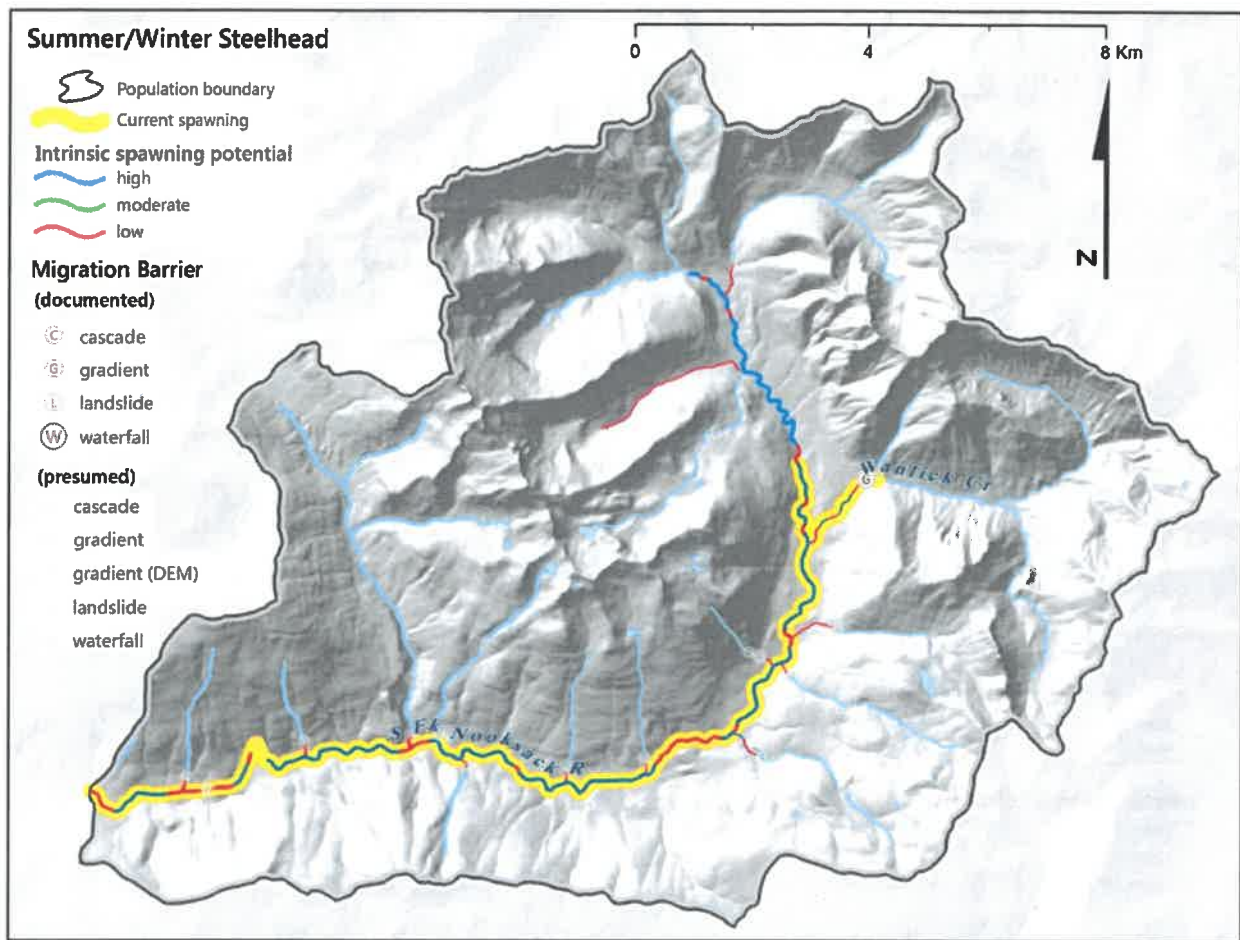 Summer/Winter Steelhead
Population boundary
Current spawning
Intrinsic spawning potential
high
moderate
low
Migration Barrier
(documented)
C cascade
G gradient
L landslide
W waterfall
(presumed)
cascade
gradient
gradient (DEM)
landslide
waterfall
0 4 8 Km
N
G
Wanlick Cr
S Fk Nooksack R